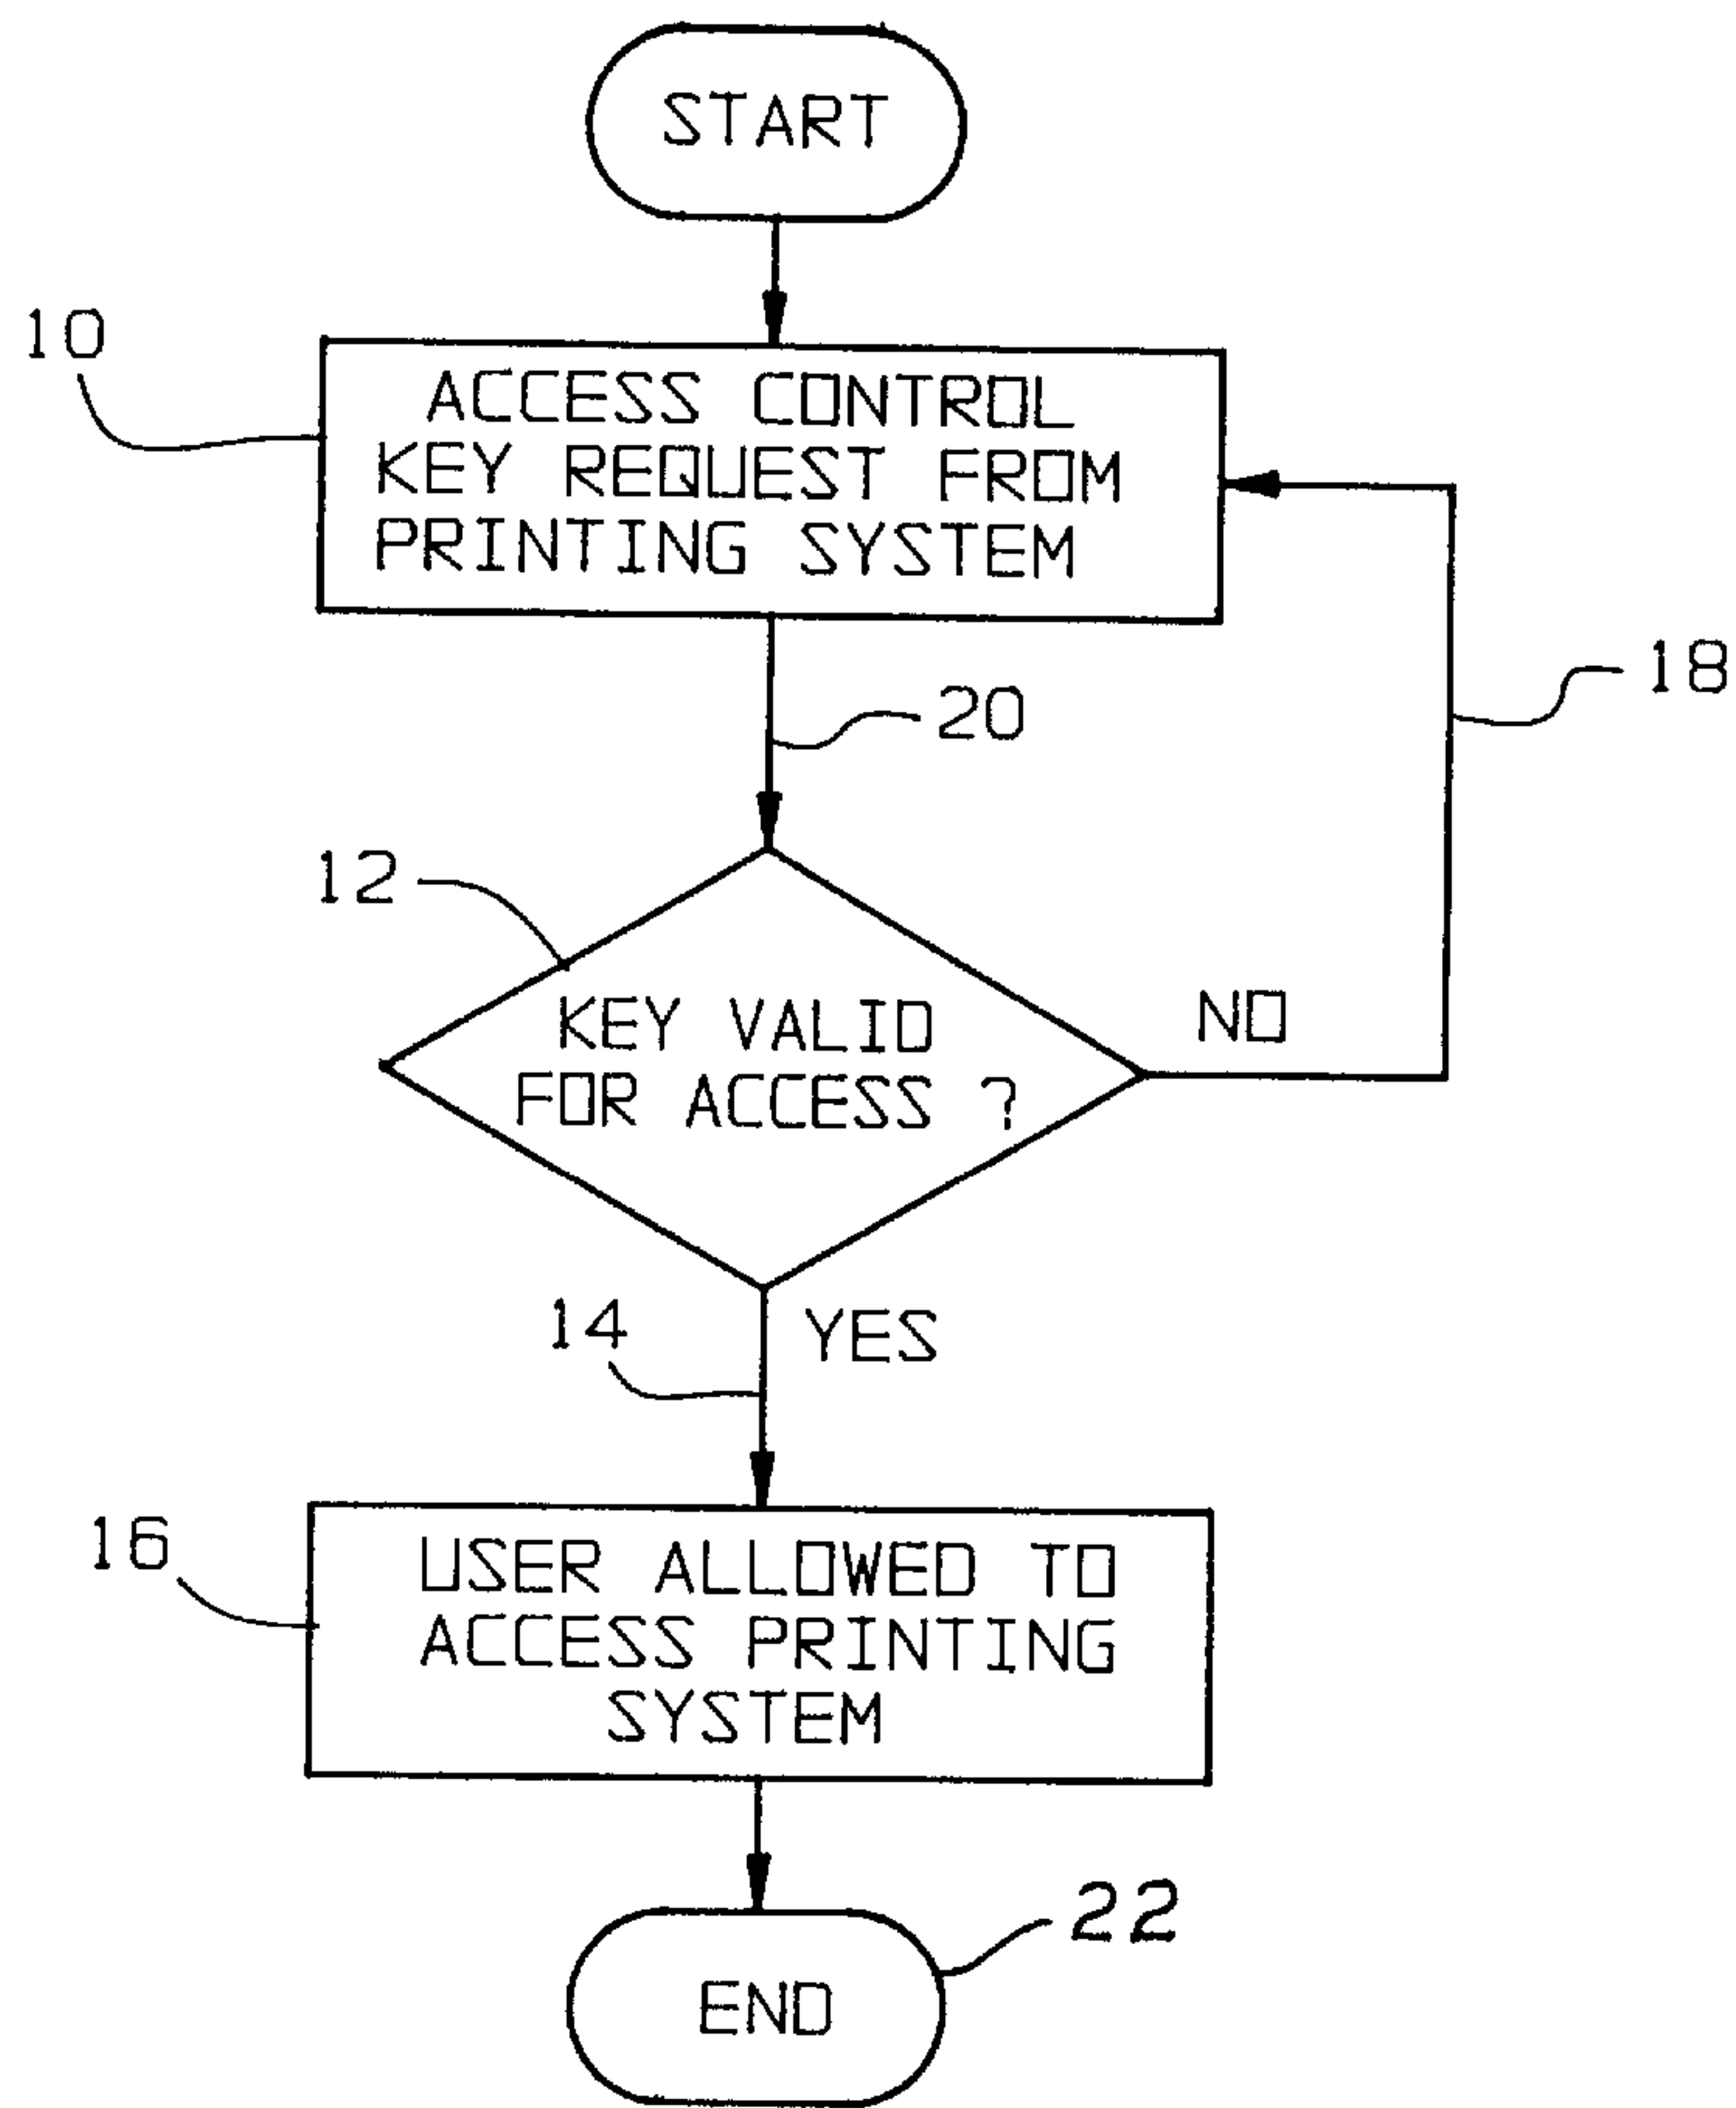 START
10
ACCESS CONTROL
KEY REQUEST FROM
PRINTING SYSTEM
18
20
12
KEY VALID
FOR ACCESS ?
NO
14
YES
16
USER ALLOWED TO
ACCESS PRINTING
SYSTEM
22
END